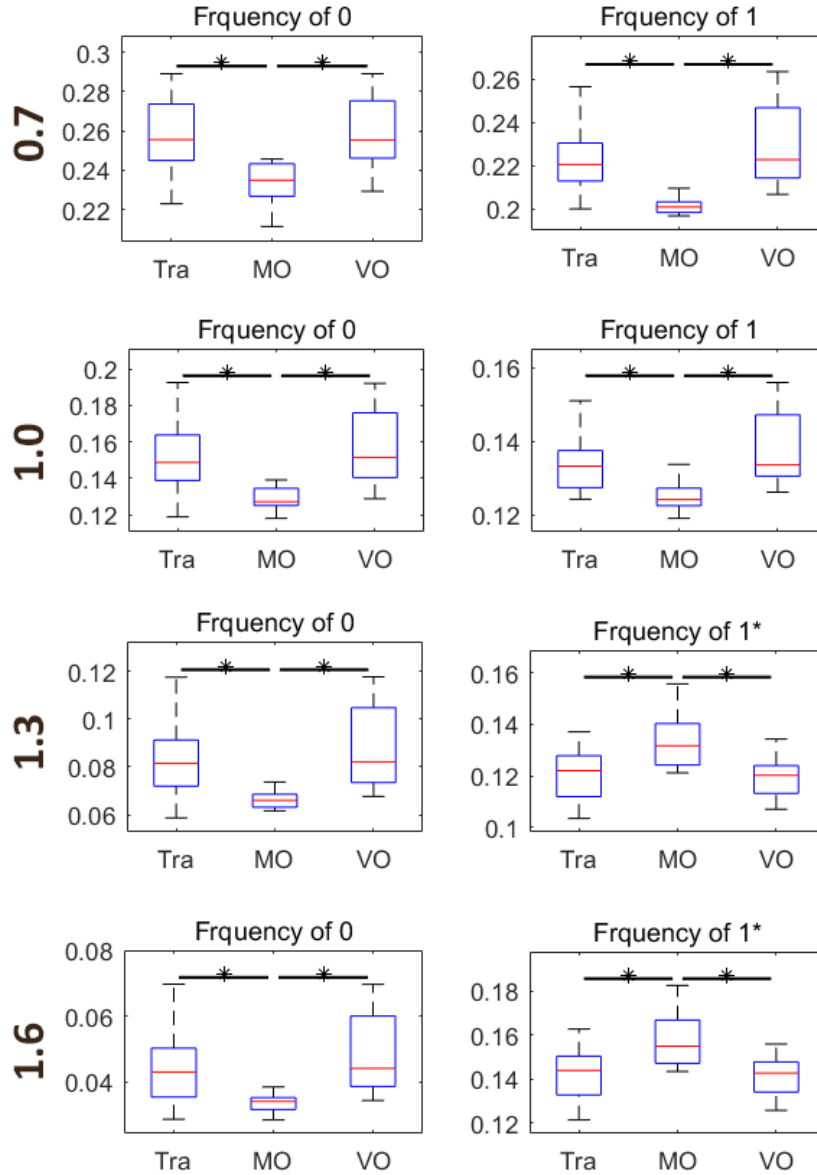 Frquency of 0
0.3
0.28
0.26
0.24
0.22
Tra MO VO
0.7
Frquency of 1
0.26
0.24
0.22
0.2
Tra MO VO
Frquency of 0
0.2
0.18
0.16
0.14
0.12
Tra MO VO
1.0
Frquency of 1
0.16
0.14
0.12
Tra MO VO
Frquency of 0
0.12
0.1
0.08
0.06
Tra MO VO
1.3
Frquency of 1*
0.16
0.14
0.12
0.1
Tra MO VO
Frquency of 0
0.08
0.06
0.04
Tra MO VO
1.6
Frquency of 1*
0.18
0.16
0.14
0.12
Tra MO VO